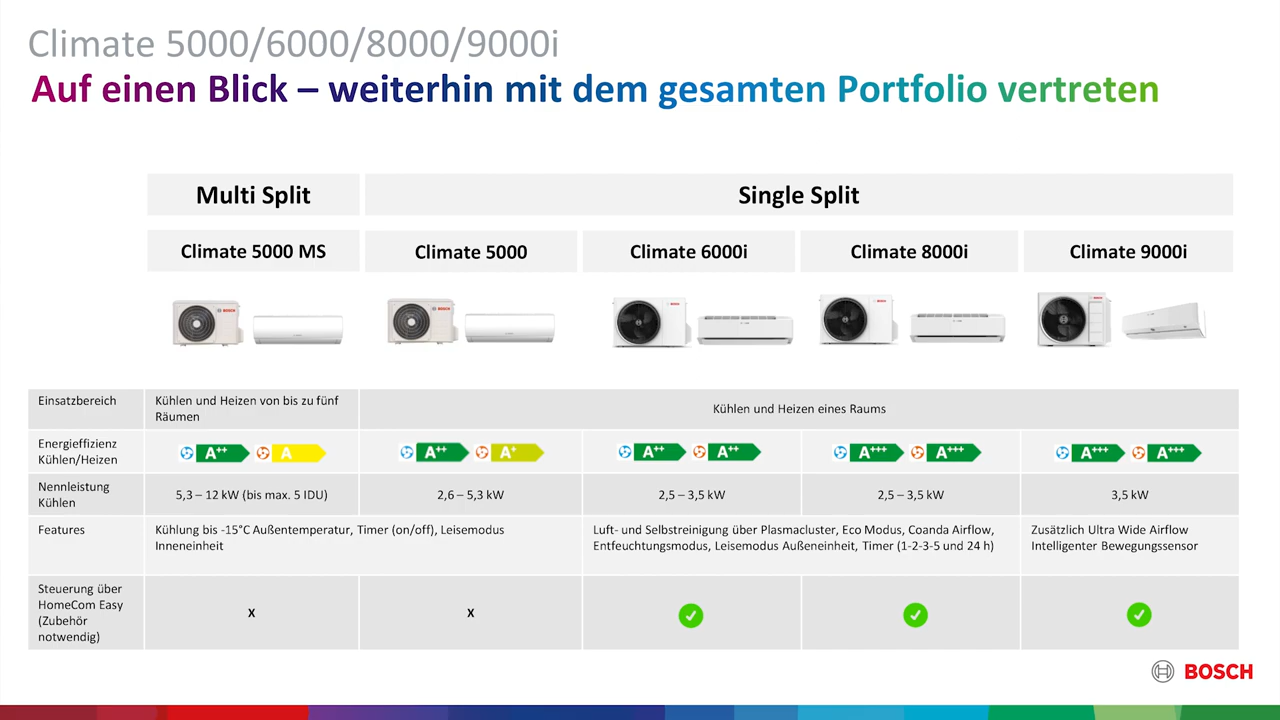 Climate 5000/6000/8000/9000i
Auf einen Blick – weiterhin mit dem gesamten Portfolio vertreten
Multi Split
Single Split
Climate 5000 MS
Climate 5000
Climate 6000i
Climate 8000i
Climate 9000i
BOSCH
BOSCH
Einsatzbereich
Kühlen und Heizen von bis zu fünf
Räumen
Kühlen und Heizen eines Raums
Energieffizienz
Kühlen/Heizen
A++
A
A++
A+
A++
A++
A+++
A+++
A+++
A+++
Nennleistung
Kühlen
5,3 – 12 kW (bis max. 5 IDU)
2,6 – 5,3 kW
2,5 – 3,5 kW
2,5 – 3,5 kW
3,5 kW
Features
Kühlung bis -15°C Außentemperatur, Timer (on/off), Leisemodus
Inneneinheit
Luft- und Selbstreinigung über Plasmacluster, Eco Modus, Coanda Airflow,
Entfeuchtungsmodus, Leisemodus Außeneinheit, Timer (1-2-3-5 und 24 h)
Zusätzlich Ultra Wide Airflow
Intelligenter Bewegungssensor
Steuerung über
HomeCom Easy
(Zubehör
notwendig)
X
X
BOSCH